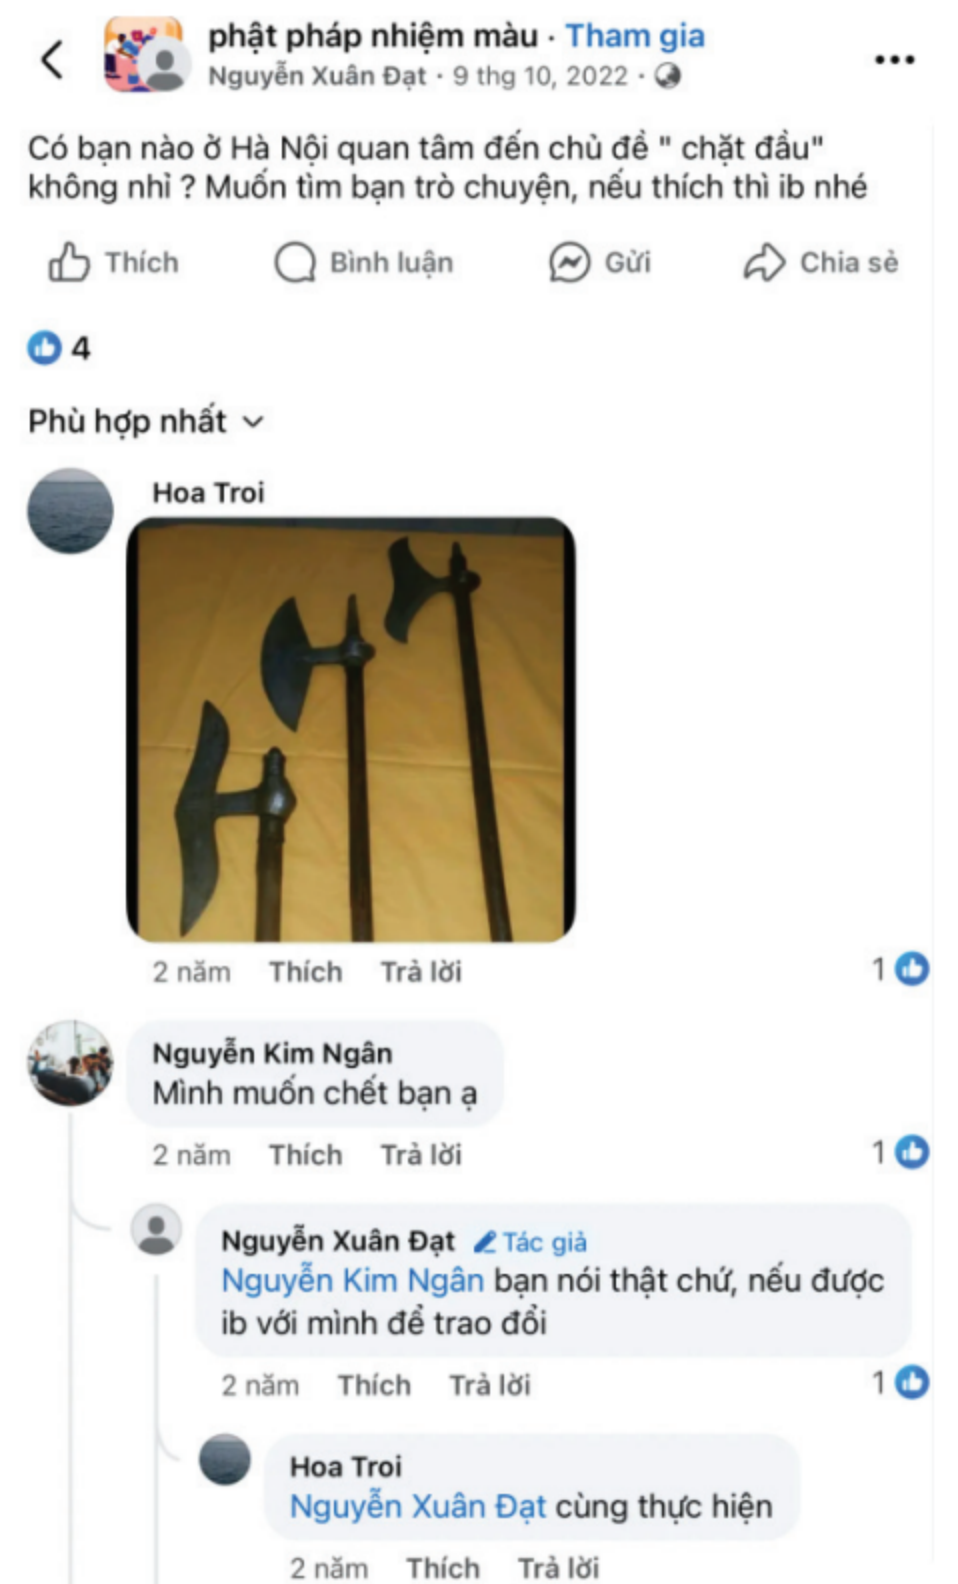 phật pháp nhiệm màu · Tham gia
Nguyễn Xuân Đạt · 9 thg 10, 2022 ·
Có bạn nào ở Hà Nội quan tâm đến chủ đề " chặt đầu"
không nhỉ ? Muốn tìm bạn trò chuyện, nếu thích thì ib nhé
Thích Bình luận Gửi Chia sẻ
4
Phù hợp nhất
Hoa Troi
2 năm Thích Trả lời 1
Nguyễn Kim Ngân
Mình muốn chết bạn ạ
2 năm Thích Trả lời 1
Nguyễn Xuân Đạt Tác giả
Nguyễn Kim Ngân bạn nói thật chứ, nếu được
ib với mình để trao đổi
2 năm Thích Trả lời 1
Hoa Troi
Nguyễn Xuân Đạt cùng thực hiện
2 năm Thích Trả lời